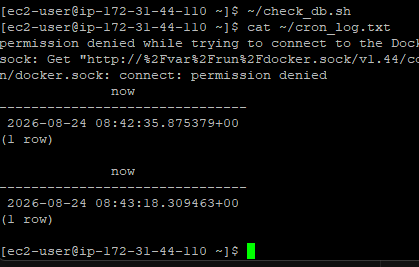 [ec2-user@ip-172-31-44-110 ~]$ ~/check_db.sh
[ec2-user@ip-172-31-44-110 ~]$ cat ~/cron_log.txt
permission denied while trying to connect to the Dock
sock: Get "http://%2Fvar%2Frun%2Fdocker.sock/v1.44/co
n/docker.sock: connect: permission denied
now
-------------------------------
2026-08-24 08:42:35.875379+00
(1 row)
now
-------------------------------
2026-08-24 08:43:18.309463+00
(1 row)
[ec2-user@ip-172-31-44-110 ~]$